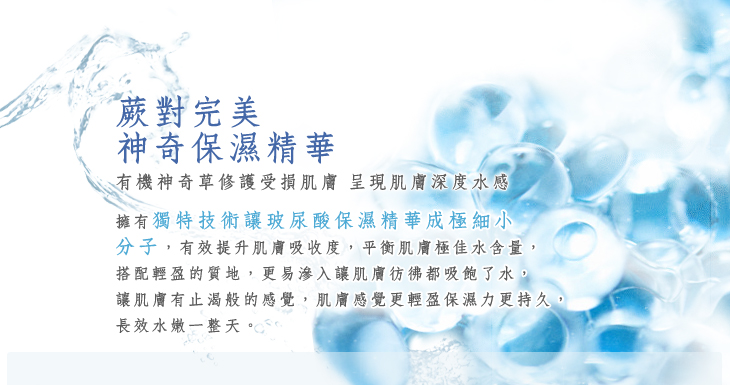 蕨對完美
神奇保濕精華
有機神奇草修護受損肌膚 呈現肌膚深度水感
擁有獨特技術讓玻尿酸保濕精華成極細小
分子，有效提升肌膚吸收度，平衡肌膚極佳水含量，
搭配輕盈的質地，更易滲入讓肌膚彷彿都吸飽了水，
讓肌膚有止渴般的感覺，肌膚感覺更輕盈保濕力更持久，
長效水嫩一整天。